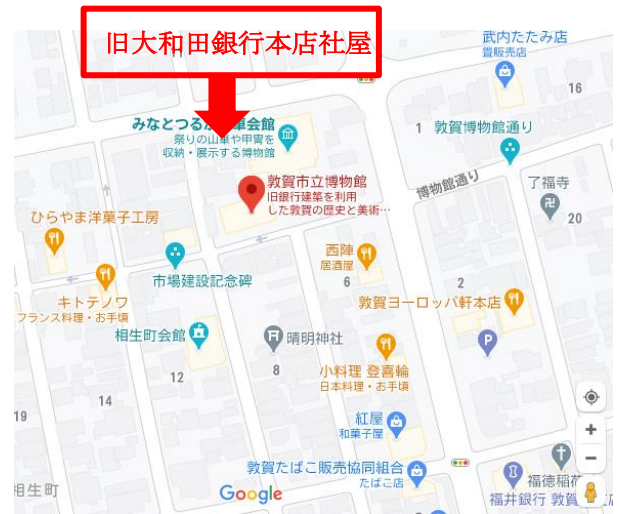 旧大和田銀行本店社屋
武内たたみ店
畳販売店
16
みなとつるが
車会館
祭りの山車や甲冑を
収納・展示する博物館
1
敦賀博物館通り
敦賀市立博物館
旧銀行建築を利用
した敦賀の歴史と美術…
博物館通り
了福寺
20
ひらやま洋菓子工房
西陣
居酒屋
6
市場建設記念碑
2
キトテノワ
フランス料理・お手頃
敦賀ヨーロッパ軒本店
相生町会館
晴明神社
P
12
8
小料理 登喜輪
日本料理・お手頃
14
19
紅屋
和菓子屋
敦賀たばこ販売協同組合
たばこ店
相生町
Google
福徳稲荷
福井銀行 敦賀
+
−